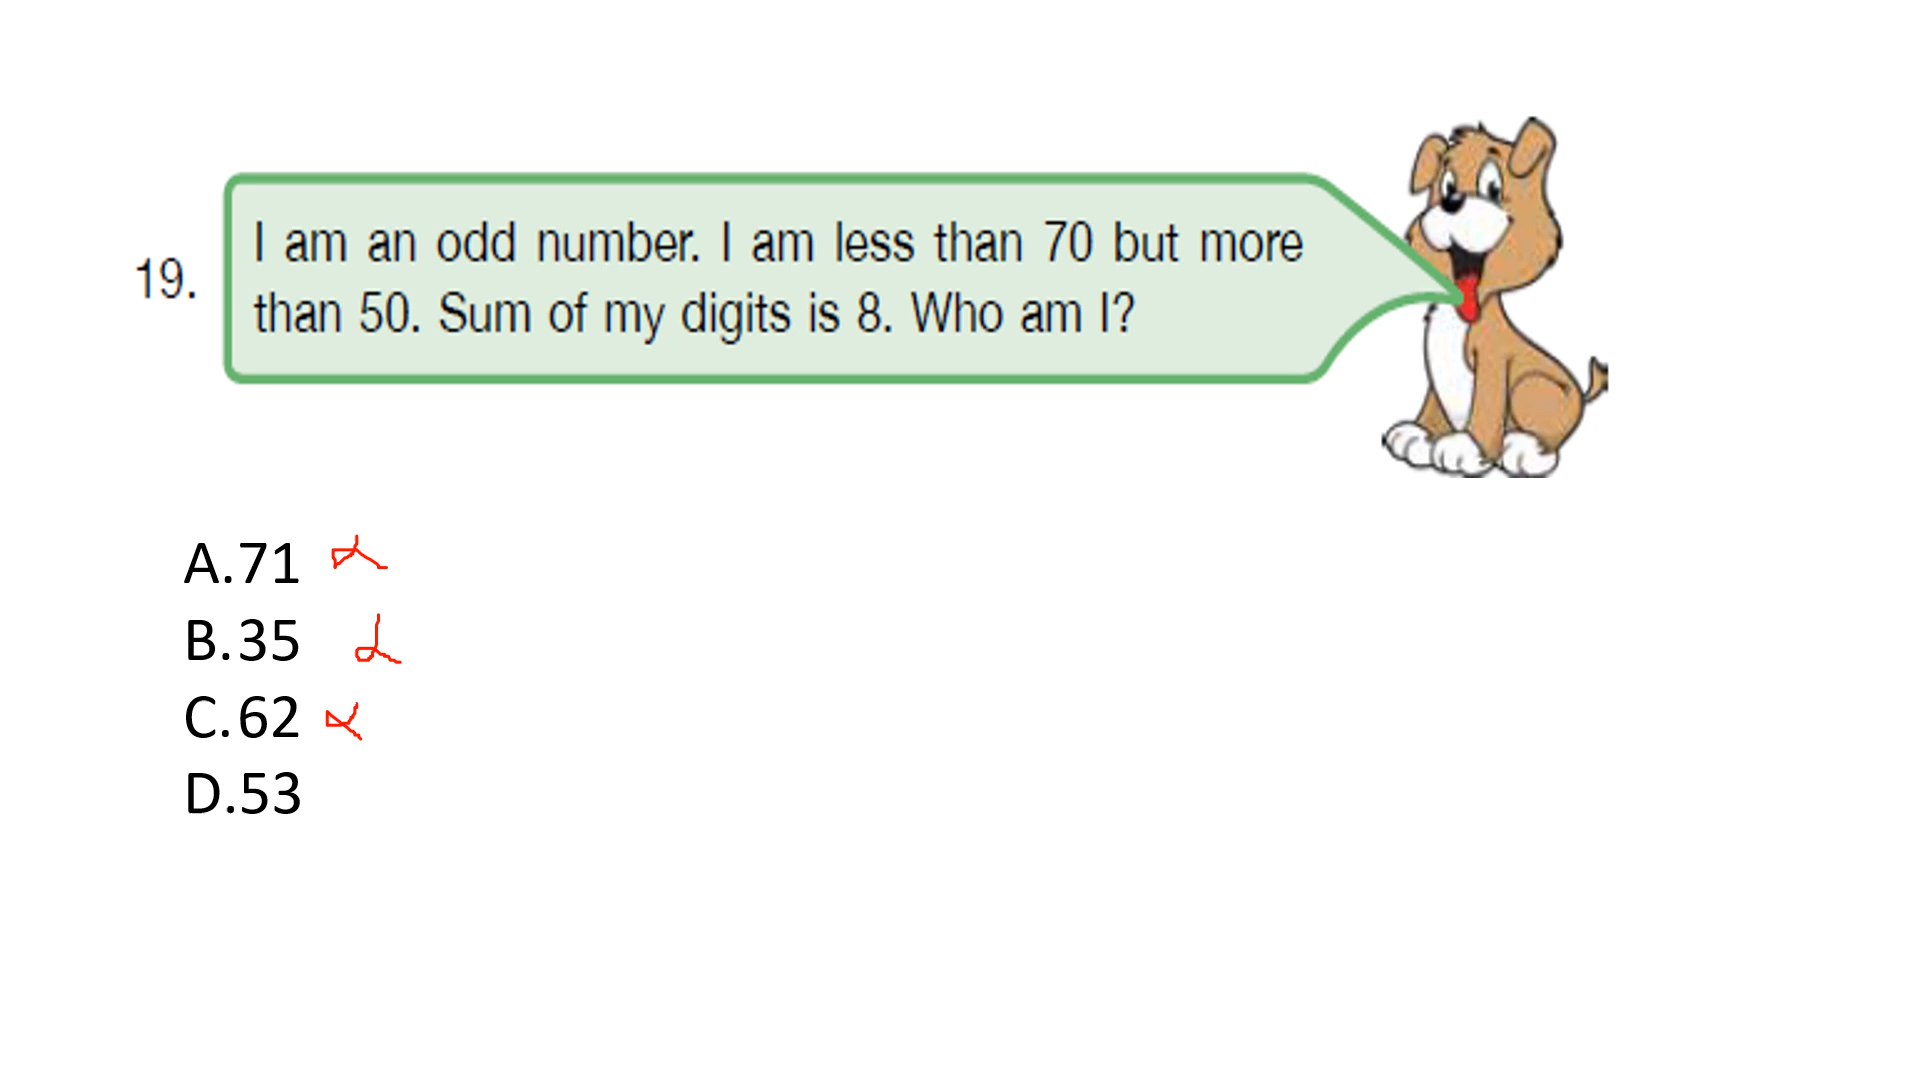 19.
I am an odd number. I am less than 70 but more
than 50. Sum of my digits is 8. Who am I?
A.71
B.35
C.62
D.53